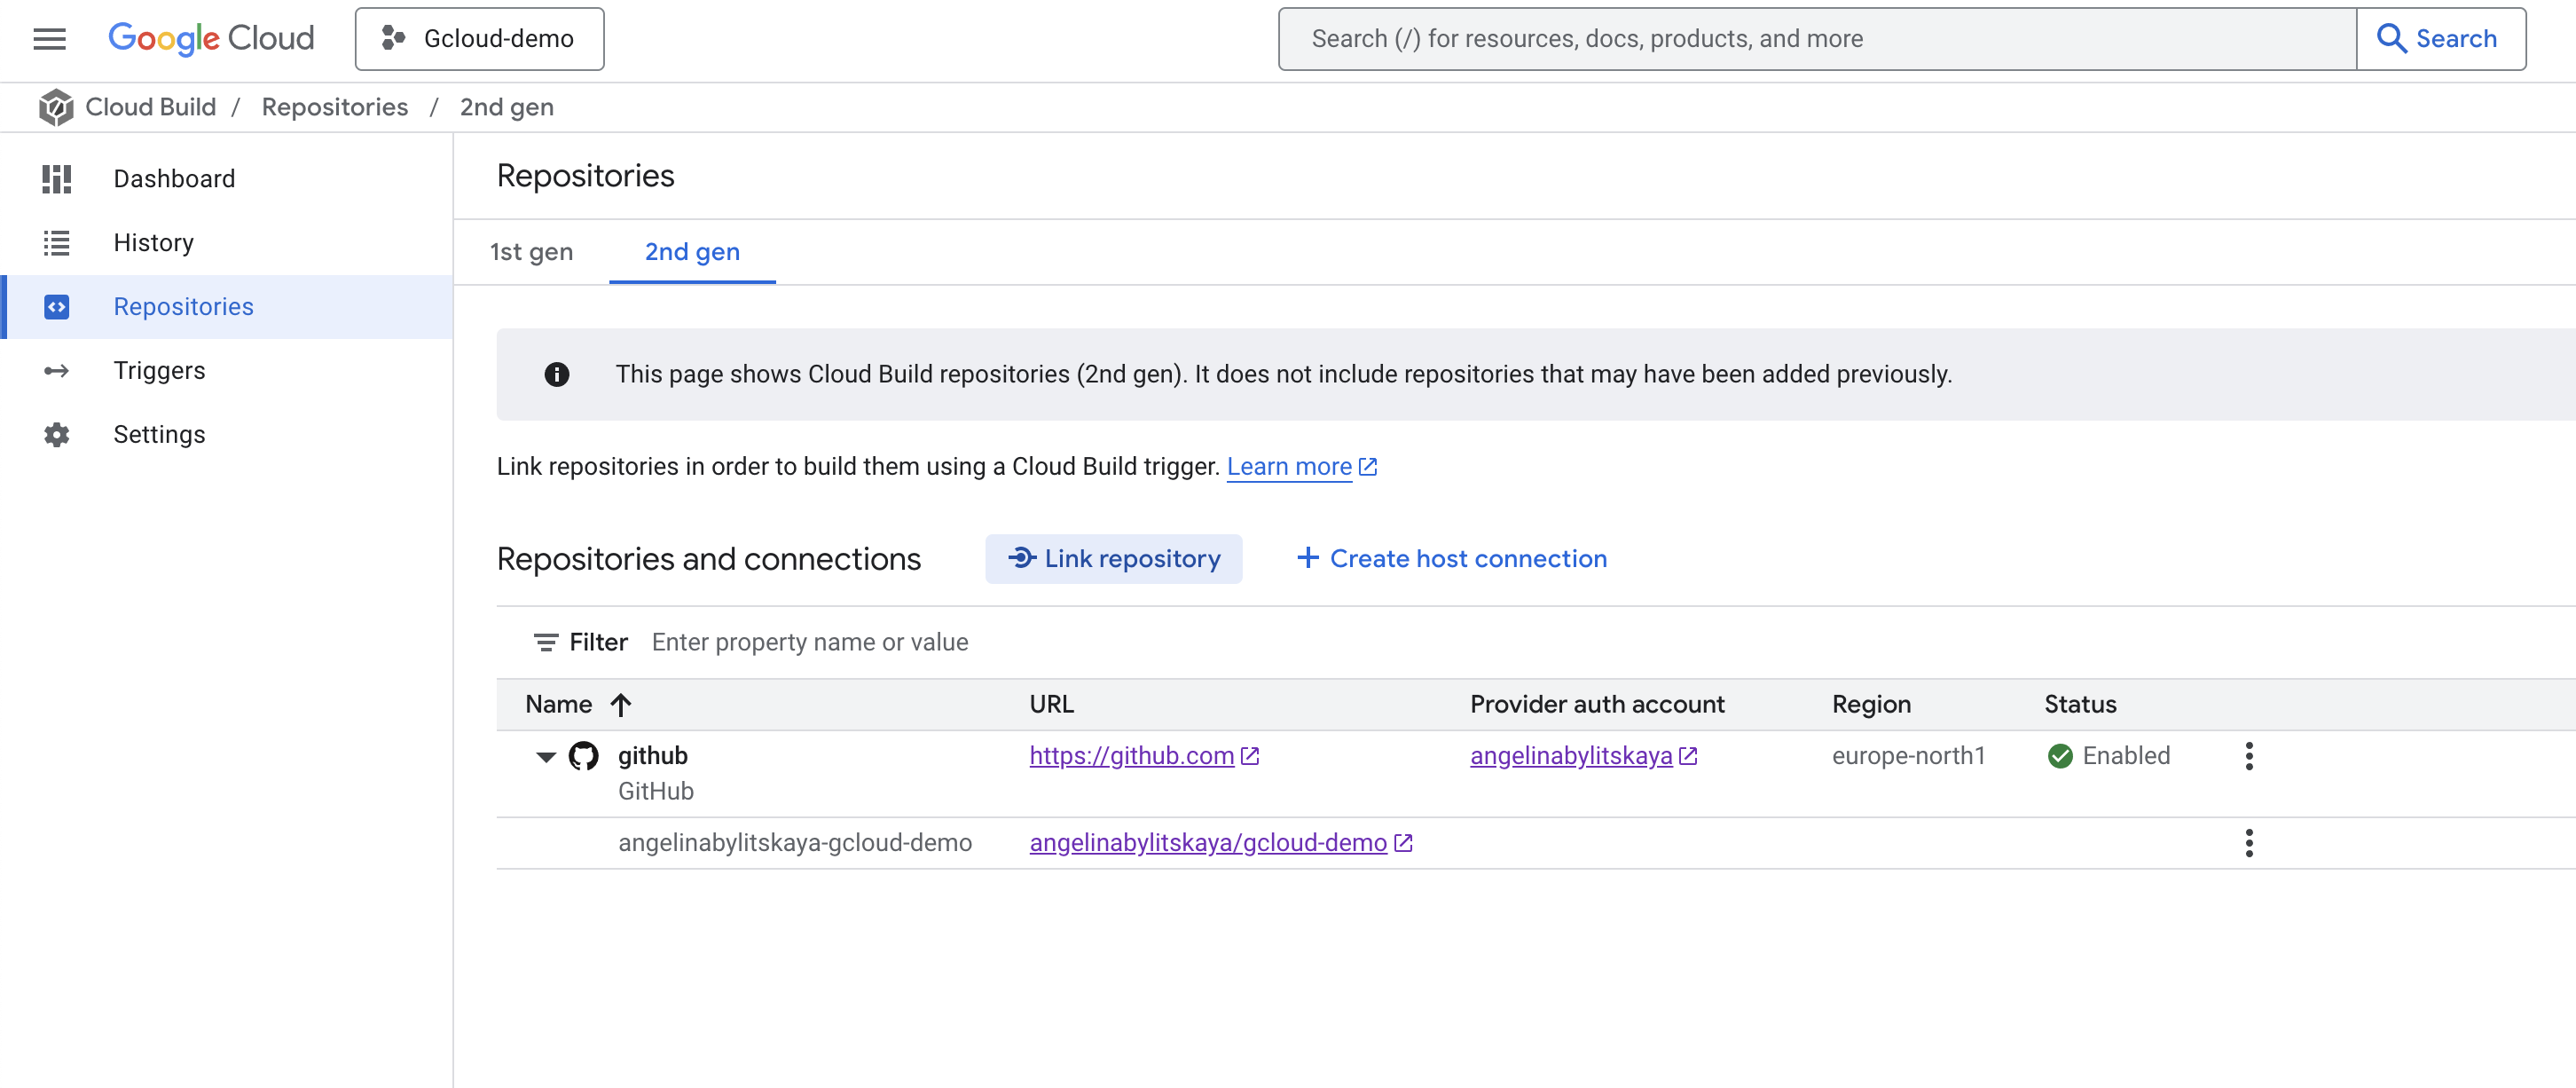 Google Cloud
Gcloud-demo
Search (/) for resources, docs, products, and more
Search
Cloud Build / Repositories / 2nd gen
Dashboard
History
Repositories
Triggers
Settings
Repositories
1st gen
2nd gen
This page shows Cloud Build repositories (2nd gen). It does not include repositories that may have been added previously.
Link repositories in order to build them using a Cloud Build trigger. Learn more
Repositories and connections
Link repository
Create host connection
Filter Enter property name or value
Name URL Provider auth account Region Status
github https://github.com angelinabylitskaya europe-north1 Enabled
GitHub
angelinabylitskaya-gcloud-demo angelinabylitskaya/gcloud-demo